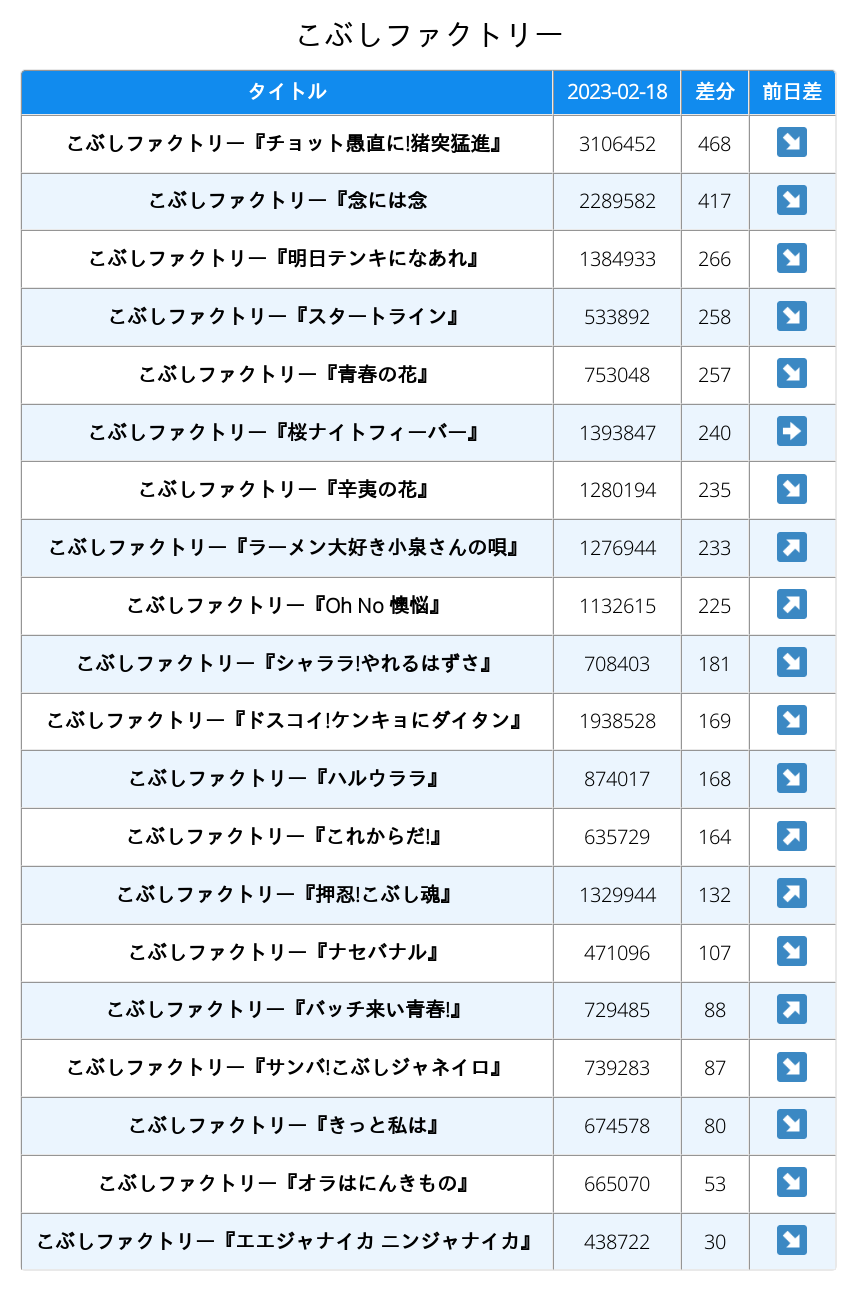 こぶしファクトリー
タイトル 2023-02-18 差分 前日差
こぶしファクトリー『チョット愚直に!猪突猛進』 3106452 468 ↘
こぶしファクトリー『念には念 2289582 417 ↘
こぶしファクトリー『明日テンキになあれ』 1384933 266 ↘
こぶしファクトリー『スタートライン』 533892 258 ↘
こぶしファクトリー『青春の花』 753048 257 ↘
こぶしファクトリー『桜ナイトフィーバー』 1393847 240 ➡
こぶしファクトリー『辛夷の花』 1280194 235 ↘
こぶしファクトリー『ラーメン大好き小泉さんの唄』 1276944 233 ↗
こぶしファクトリー『Oh No 懊悩』 1132615 225 ↗
こぶしファクトリー『シャララ!やれるはずさ』 708403 181 ↘
こぶしファクトリー『ドスコイ!ケンキョにダイタン』 1938528 169 ↘
こぶしファクトリー『ハルウララ』 874017 168 ↘
こぶしファクトリー『これからだ!』 635729 164 ↗
こぶしファクトリー『押忍!こぶし魂』 1329944 132 ↗
こぶしファクトリー『ナセバナル』 471096 107 ↘
こぶしファクトリー『バッチ来い青春!』 729485 88 ↗
こぶしファクトリー『サンバ!こぶしジャネイロ』 739283 87 ↘
こぶしファクトリー『きっと私は』 674578 80 ↘
こぶしファクトリー『オラはにんきもの』 665070 53 ↘
こぶしファクトリー『エエジャナイカ ニンジャナイカ』 438722 30 ↘